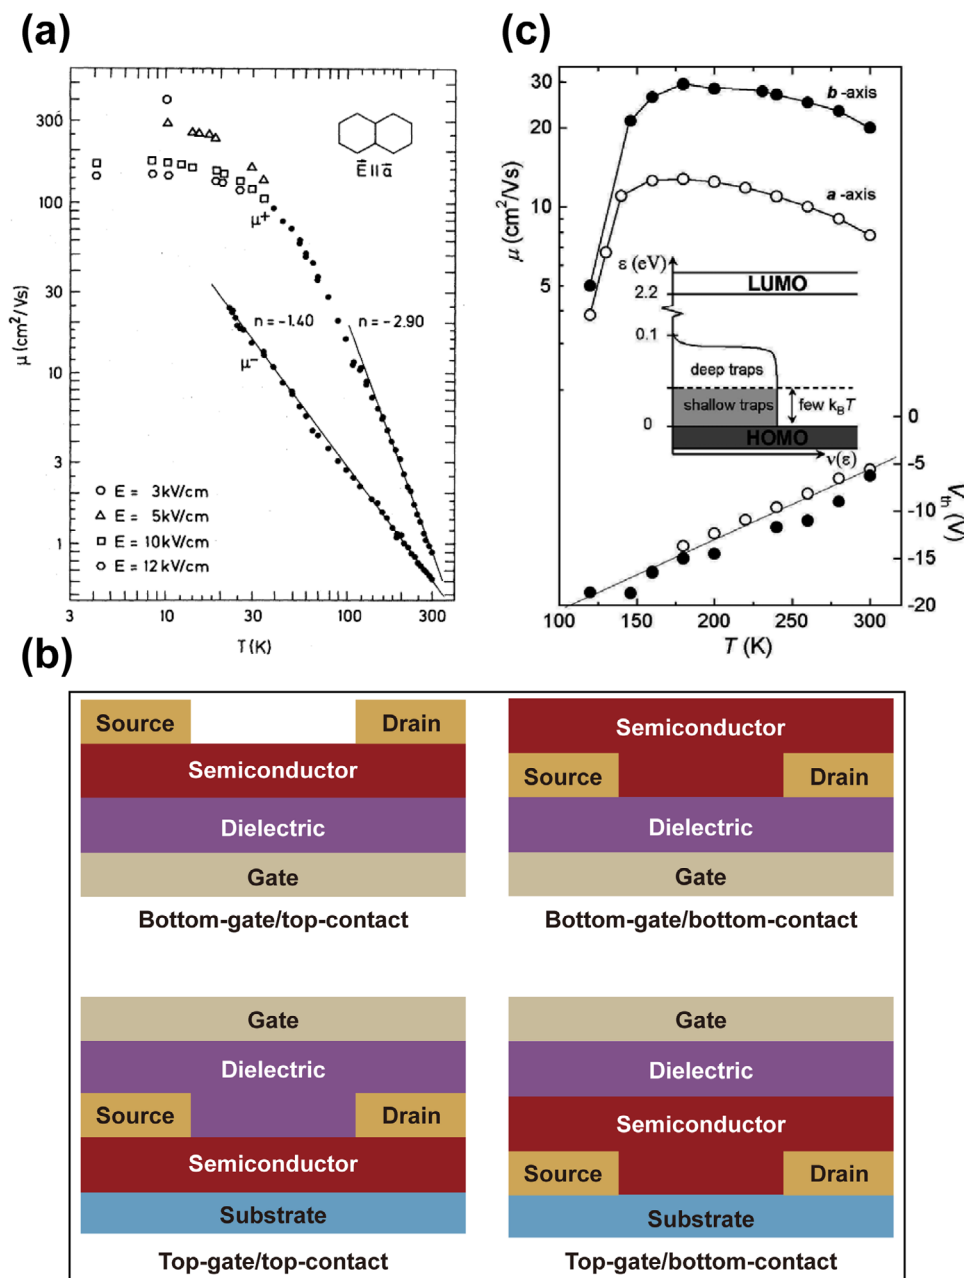 (a)
300
100
30
10
3
1
μ (cm²/Vs)
E⃗ || a⃗
μ⁺
n = -1.40
n = -2.90
μ⁻
○ E = 3kV/cm
△ E = 5kV/cm
□ E = 10kV/cm
○ E = 12 kV/cm
3
10
30
100
300
T (K)
(c)
30
20
10
5
μ (cm²/Vs)
b -axis
a -axis
ε (eV)
LUMO
2.2
0.1
deep traps
shallow traps
few k_BT
0
HOMO
ν(ε)
0
-5
-10
-15
-20
V_th (V)
100
150
200
250
300
T (K)
(b)
Source
Drain
Semiconductor
Dielectric
Gate
Bottom-gate/top-contact
Semiconductor
Source
Drain
Dielectric
Gate
Bottom-gate/bottom-contact
Gate
Dielectric
Source
Drain
Semiconductor
Substrate
Top-gate/top-contact
Gate
Dielectric
Semiconductor
Source
Drain
Substrate
Top-gate/bottom-contact